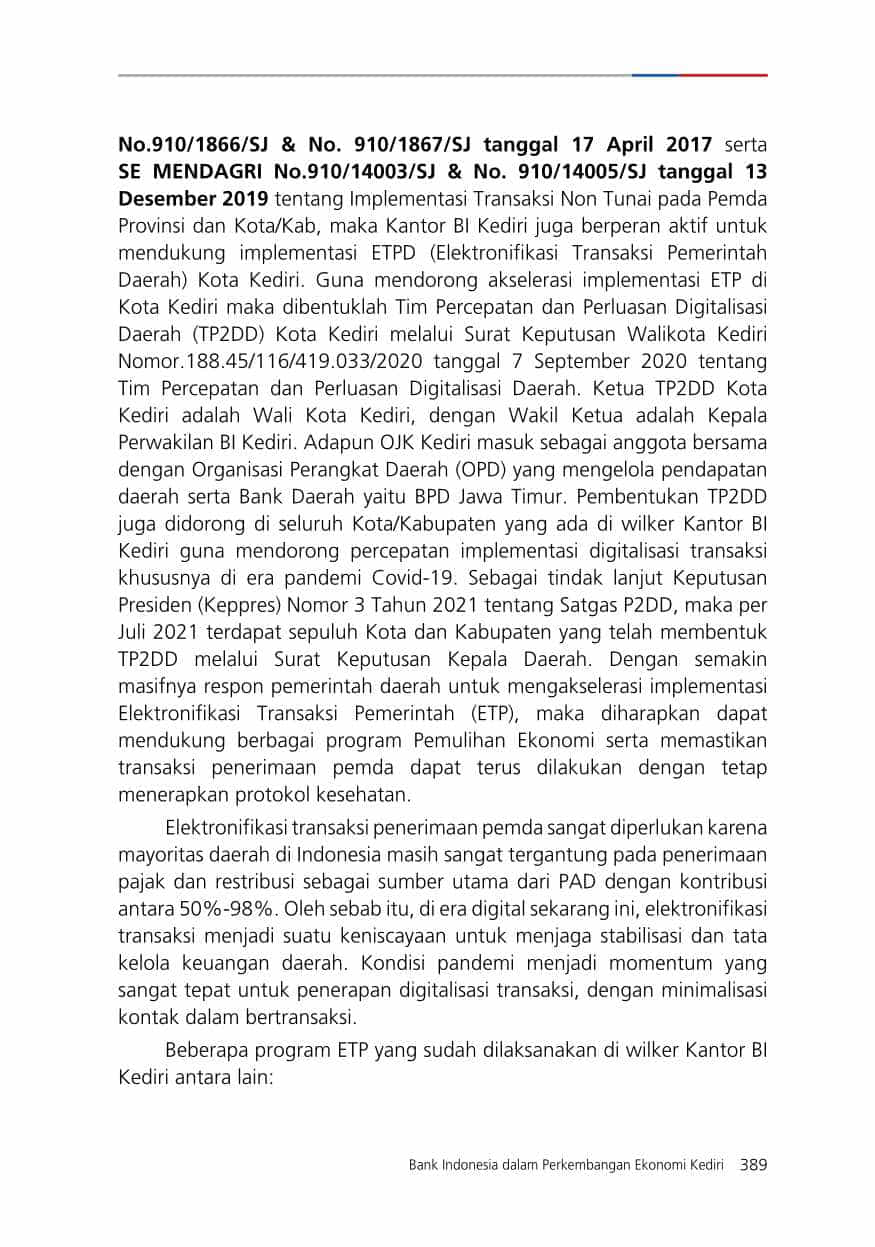 No.910/1866/SJ & No. 910/1867/SJ tanggal 17 April 2017 serta
SE MENDAGRI No.910/14003/SJ & No. 910/14005/SJ tanggal 13
Desember 2019 tentang Implementasi Transaksi Non Tunai pada Pemda
Provinsi dan Kota/Kab, maka Kantor BI Kediri juga berperan aktif untuk
mendukung implementasi ETPD (Elektronifikasi Transaksi Pemerintah
Daerah) Kota Kediri. Guna mendorong akselerasi implementasi ETP di
Kota Kediri maka dibentuklah Tim Percepatan dan Perluasan Digitalisasi
Daerah (TP2DD) Kota Kediri melalui Surat Keputusan Walikota Kediri
Nomor.188.45/116/419.033/2020 tanggal 7 September 2020 tentang
Tim Percepatan dan Perluasan Digitalisasi Daerah. Ketua TP2DD Kota
Kediri adalah Wali Kota Kediri, dengan Wakil Ketua adalah Kepala
Perwakilan BI Kediri. Adapun OJK Kediri masuk sebagai anggota bersama
dengan Organisasi Perangkat Daerah (OPD) yang mengelola pendapatan
daerah serta Bank Daerah yaitu BPD Jawa Timur. Pembentukan TP2DD
juga didorong di seluruh Kota/Kabupaten yang ada di wilker Kantor BI
Kediri guna mendorong percepatan implementasi digitalisasi transaksi
khususnya di era pandemi Covid-19. Sebagai tindak lanjut Keputusan
Presiden (Keppres) Nomor 3 Tahun 2021 tentang Satgas P2DD, maka per
Juli 2021 terdapat sepuluh Kota dan Kabupaten yang telah membentuk
TP2DD melalui Surat Keputusan Kepala Daerah. Dengan semakin
masifnya respon pemerintah daerah untuk mengakselerasi implementasi
Elektronifikasi Transaksi Pemerintah (ETP), maka diharapkan dapat
mendukung berbagai program Pemulihan Ekonomi serta memastikan
transaksi penerimaan pemda dapat terus dilakukan dengan tetap
menerapkan protokol kesehatan.
Elektronifikasi transaksi penerimaan pemda sangat diperlukan karena
mayoritas daerah di Indonesia masih sangat tergantung pada penerimaan
pajak dan restribusi sebagai sumber utama dari PAD dengan kontribusi
antara 50%-98%. Oleh sebab itu, di era digital sekarang ini, elektronifikasi
transaksi menjadi suatu keniscayaan untuk menjaga stabilisasi dan tata
kelola keuangan daerah. Kondisi pandemi menjadi momentum yang
sangat tepat untuk penerapan digitalisasi transaksi, dengan minimalisasi
kontak dalam bertransaksi.
Beberapa program ETP yang sudah dilaksanakan di wilker Kantor BI
Kediri antara lain:
Bank Indonesia dalam Perkembangan Ekonomi Kediri 389